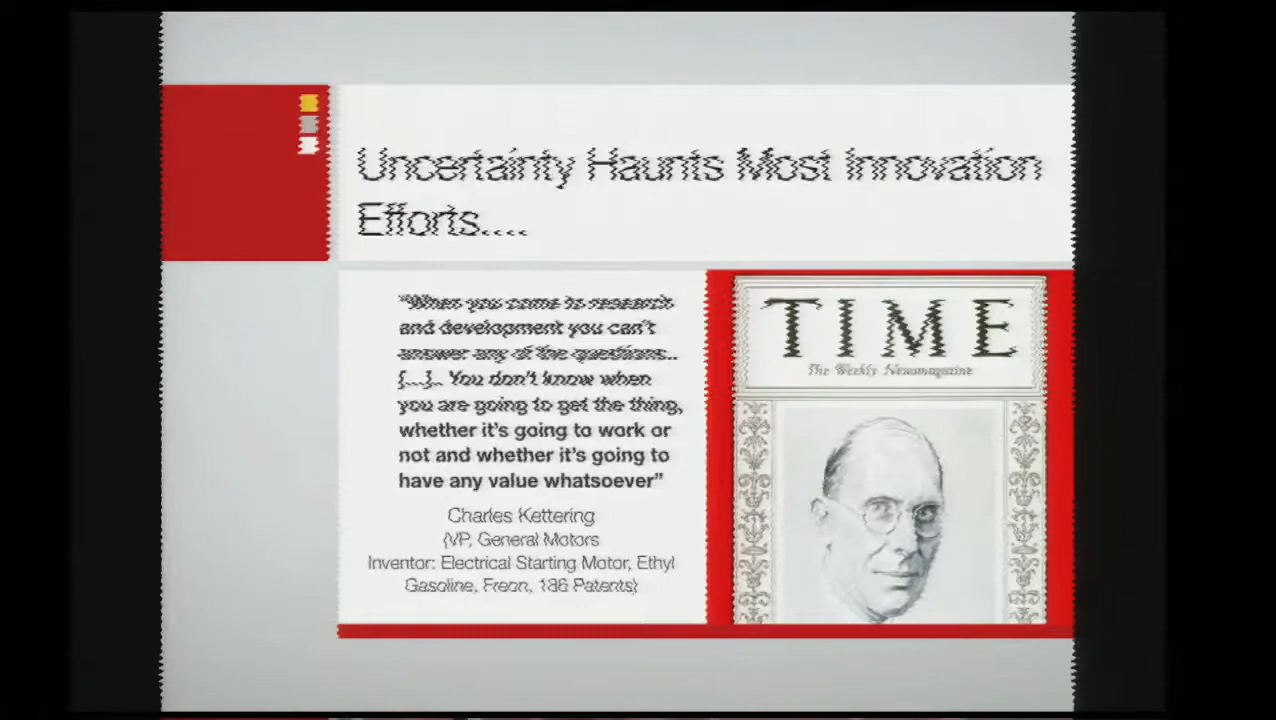 Uncertainty Haunts Most Innovation
Efforts....
"When you come to research
and development you can't
answer any of the questions..
[...].. You don't know when
you are going to get the thing,
whether it's going to work or
not and whether it's going to
have any value whatsoever"
Charles Kettering
(VP, General Motors
Inventor: Electrical Starting Motor, Ethyl
Gasoline, Freon, 186 Patents)
TIME
The Weekly Newsmagazine